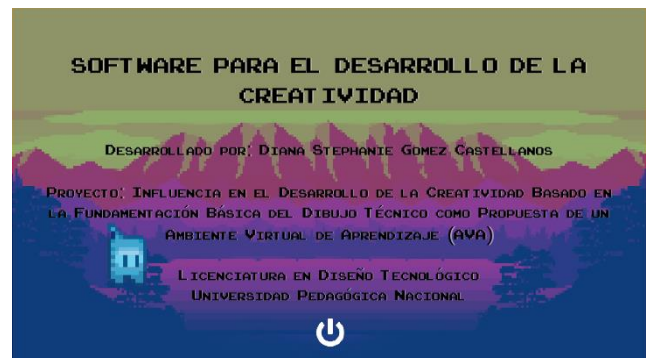 SOFTWARE PARA EL DESARROLLO DE LA
CREATIVIDAD
DESARROLLADO POR: DIANA STEPHANIE GOMEZ CASTELLANOS
PROYECTO: INFLUENCIA EN EL DESARROLLO DE LA CREATIVIDAD BASADO EN
LA FUNDAMENTACIÓN BÁSICA DEL DIBUJO TÉCNICO COMO PROPUESTA DE UN
AMBIENTE VIRTUAL DE APRENDIZAJE (AVA)
LICENCIATURA EN DISEÑO TECNOLÓGICO
UNIVERSIDAD PEDAGÓGICA NACIONAL